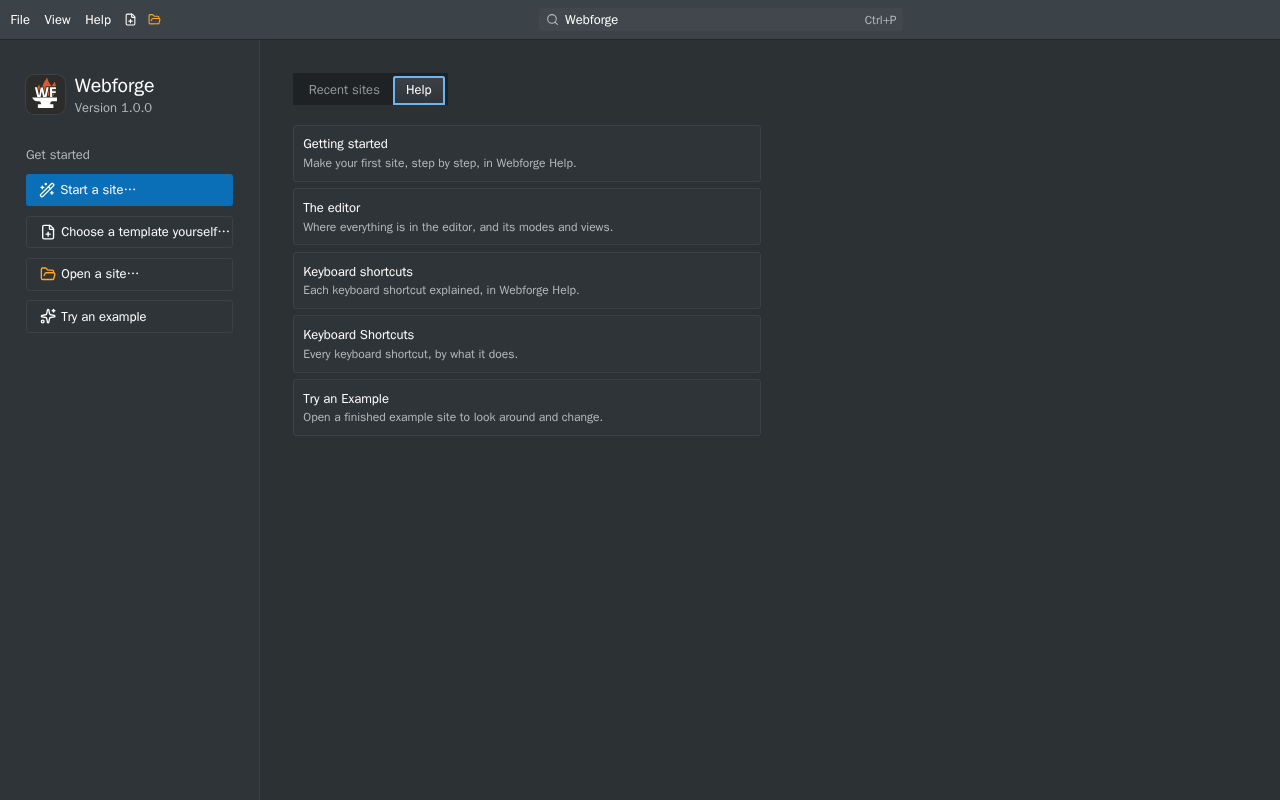 File View Help
Webforge Ctrl+P
WF
Webforge
Version 1.0.0
Get started
Start a site···
Choose a template yourself···
Open a site···
Try an example
Recent sites Help
Getting started
Make your first site, step by step, in Webforge Help.
The editor
Where everything is in the editor, and its modes and views.
Keyboard shortcuts
Each keyboard shortcut explained, in Webforge Help.
Keyboard Shortcuts
Every keyboard shortcut, by what it does.
Try an Example
Open a finished example site to look around and change.